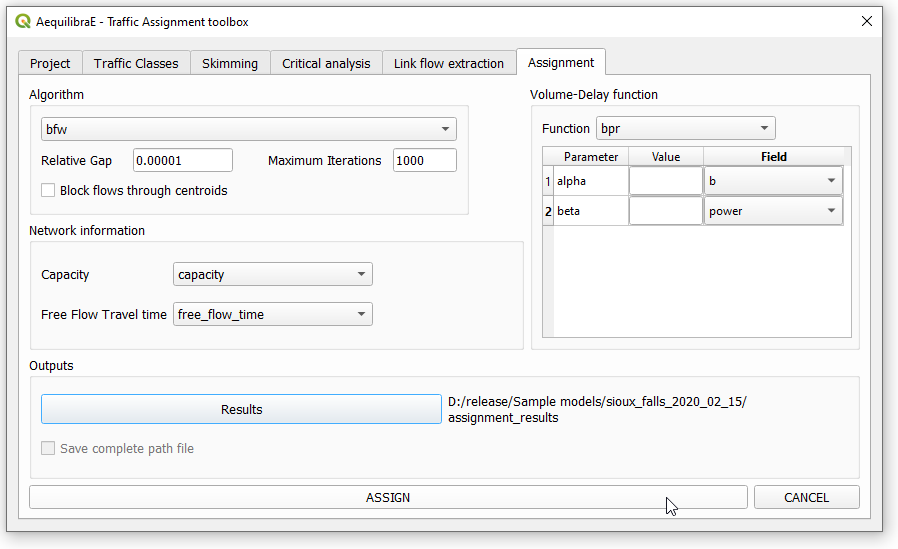 AequilibraE - Traffic Assignment toolbox
Project
Traffic Classes
Skimming
Critical analysis
Link flow extraction
Assignment
Algorithm
bfw
Relative Gap
0.00001
Maximum Iterations
1000
Block flows through centroids
Volume-Delay function
Function
bpr
Parameter
Value
Field
1
alpha
b
2
beta
power
Network information
Capacity
capacity
Free Flow Travel time
free_flow_time
Outputs
Results
D:/release/Sample models/sioux_falls_2020_02_15/
assignment_results
Save complete path file
ASSIGN
CANCEL